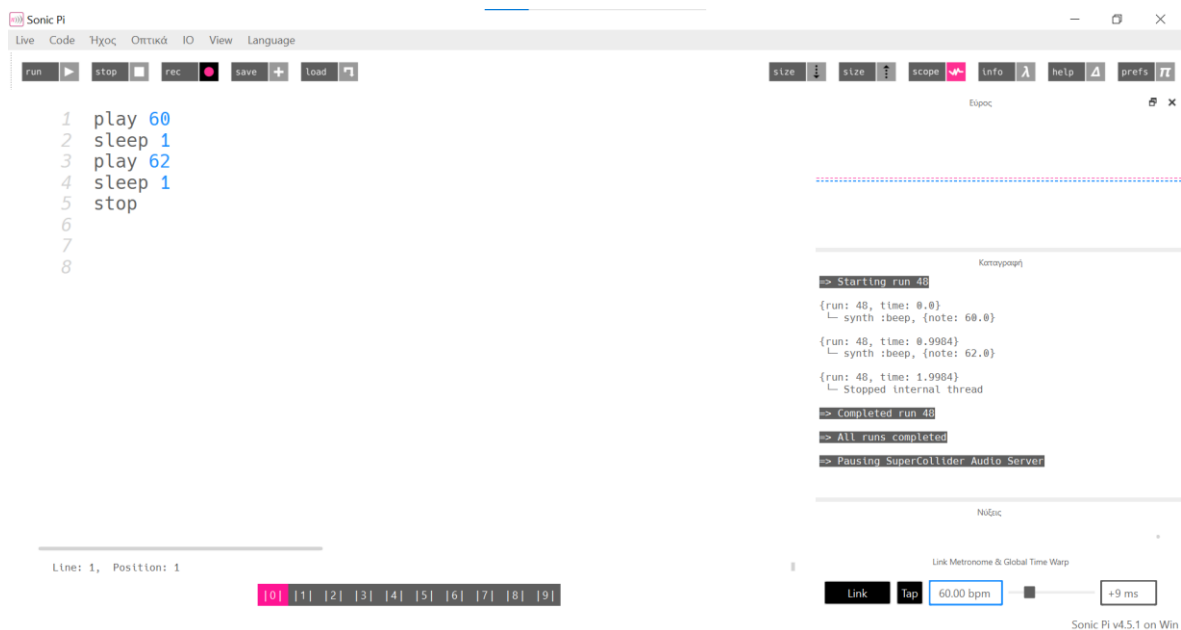 Sonic Pi
Live Code Ήχος Οπτικά IO View Language
run stop rec save load size size scope info λ help prefs π
Εύρος
1 play 60
2 sleep 1
3 play 62
4 sleep 1
5 stop
6
7
8
Καταγραφή
=> Starting run 48
{run: 48, time: 0.0}
└─ synth :beep, {note: 60.0}
{run: 48, time: 0.9984}
└─ synth :beep, {note: 62.0}
{run: 48, time: 1.9984}
└─ Stopped internal thread
=> Completed run 48
=> All runs completed
=> Pausing SuperCollider Audio Server
Νύξεις
Line: 1, Position: 1
Link Metronome & Global Time Warp
|0| |1| |2| |3| |4| |5| |6| |7| |8| |9|
Link Tap 60.00 bpm +9 ms
Sonic Pi v4.5.1 on Win